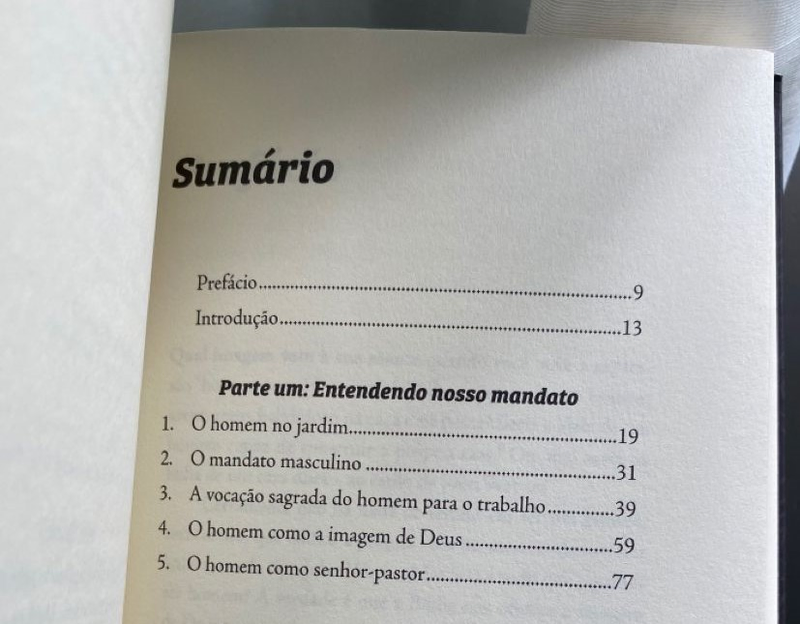 Sumário
Prefácio......................................................................................9
Introdução..............................................................................13
Parte um: Entendendo nosso mandato
1. O homem no jardim.............................................................19
2. O mandato masculino .........................................................31
3. A vocação sagrada do homem para o trabalho...............39
4. O homem como a imagem de Deus .................................59
5. O homem como senhor-pastor..........................................77